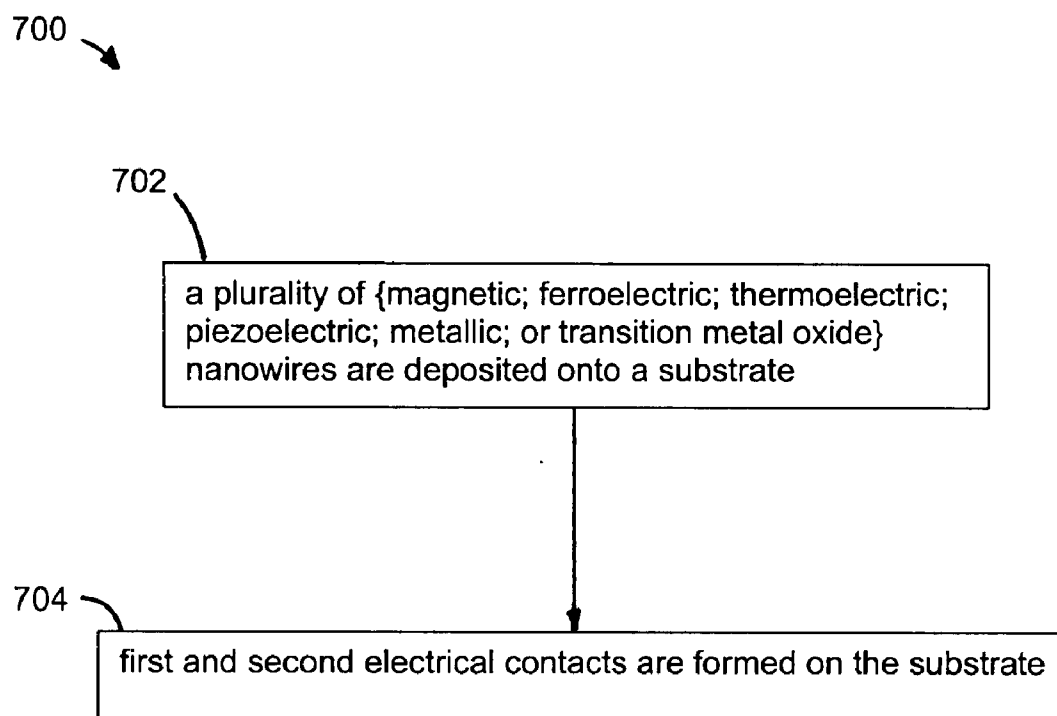 700
702
a plurality of {magnetic; ferroelectric; thermoelectric;
piezoelectric; metallic; or transition metal oxide}
nanowires are deposited onto a substrate
704
first and second electrical contacts are formed on the substrate